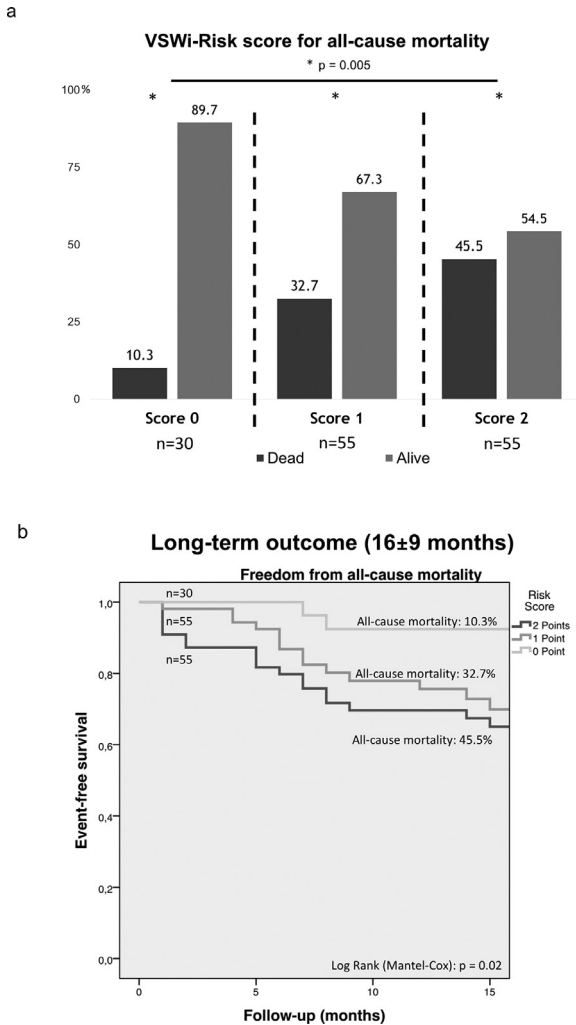 a
VSWi-Risk score for all-cause mortality
* p = 0.005
100%
* * *
89.7
75
67.3
54.5
50
45.5
32.7
25
10.3
0
Score 0 Score 1 Score 2
n=30 n=55 n=55
Dead Alive
b
Long-term outcome (16±9 months)
Freedom from all-cause mortality
Risk
Score
2 Points
1 Point
0 Point
n=30
1,0
n=55
All-cause mortality: 10.3%
n=55
0,8
All-cause mortality: 32.7%
All-cause mortality: 45.5%
0,6
Event-free survival
0,4
0,2
0,0
Log Rank (Mantel-Cox): p = 0.02
0 5 10 15
Follow-up (months)